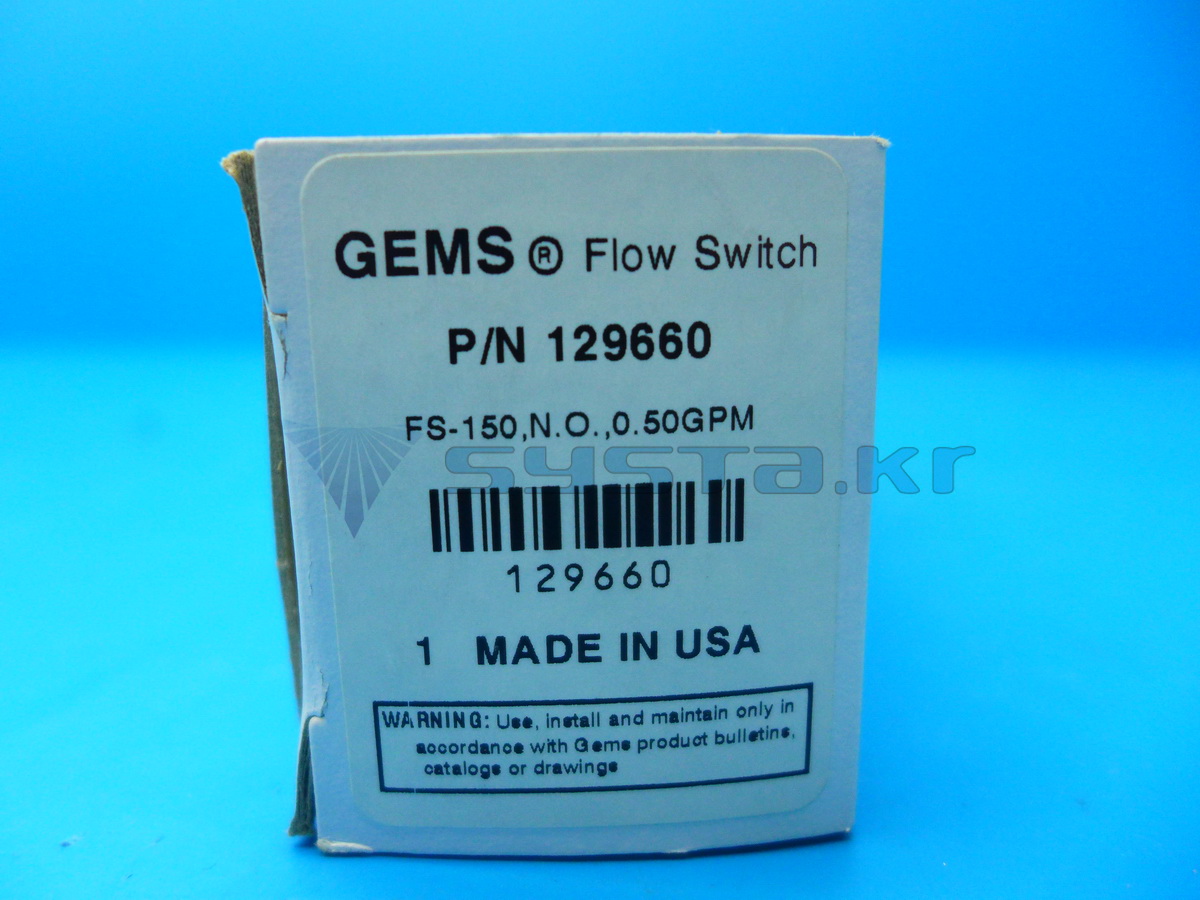 GEMS ® Flow Switch
P/N 129660
FS-150,N.O.,0.50GPM
systa.kr
129660
1 MADE IN USA
WARNING: Use, install and maintain only in
accordance with Gems product bulletins,
catalogs or drawings